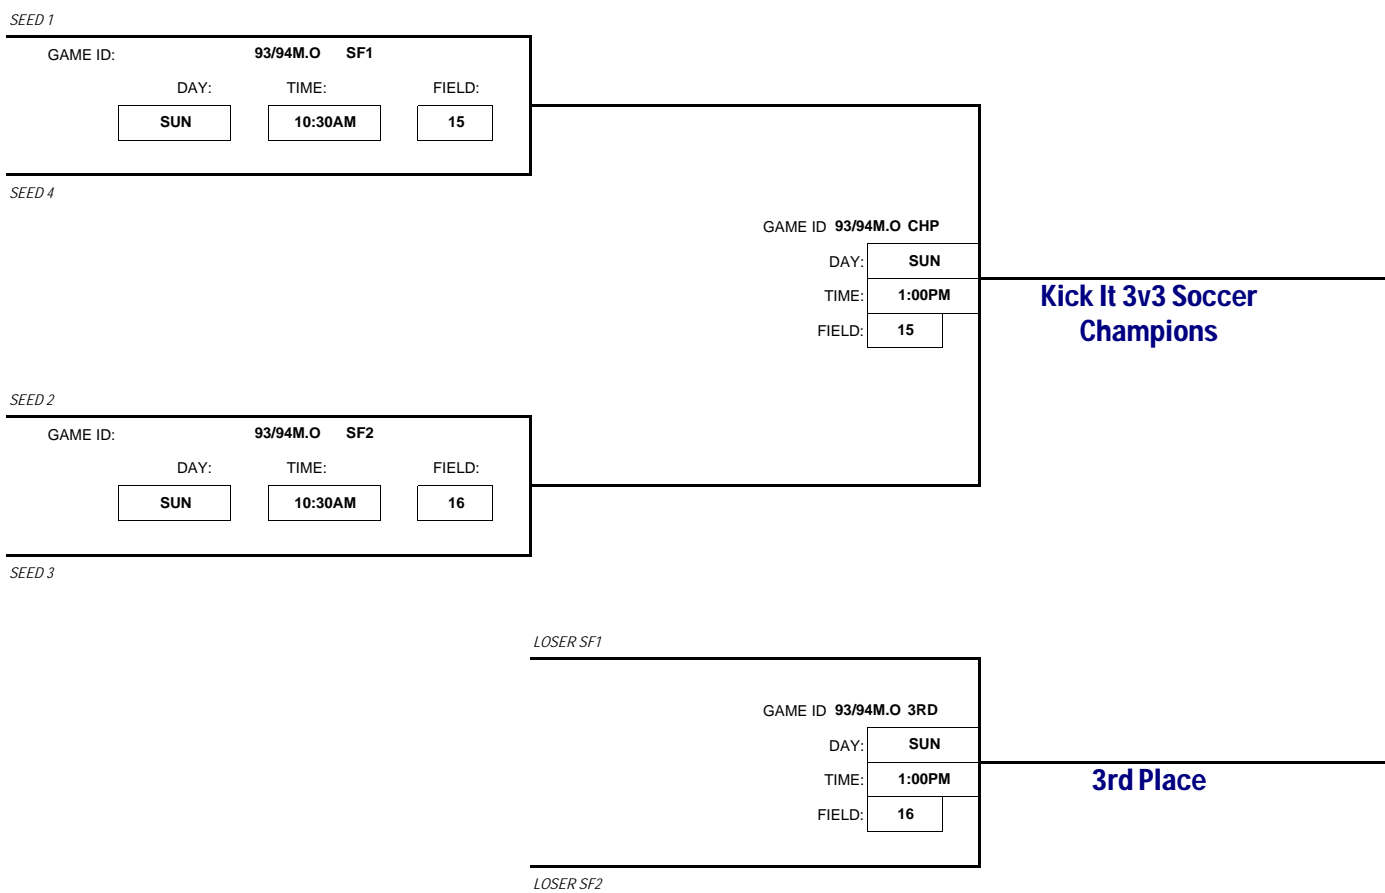 SEED 1
GAME ID: 93/94M.O SF1
DAY: TIME: FIELD:
SUN 10:30AM 15
SEED 4
GAME ID 93/94M.O CHP
DAY: SUN
TIME: 1:00PM
FIELD: 15
Kick It 3v3 Soccer
Champions
SEED 2
GAME ID: 93/94M.O SF2
DAY: TIME: FIELD:
SUN 10:30AM 16
SEED 3
LOSER SF1
GAME ID 93/94M.O 3RD
DAY: SUN
TIME: 1:00PM
FIELD: 16
3rd Place
LOSER SF2